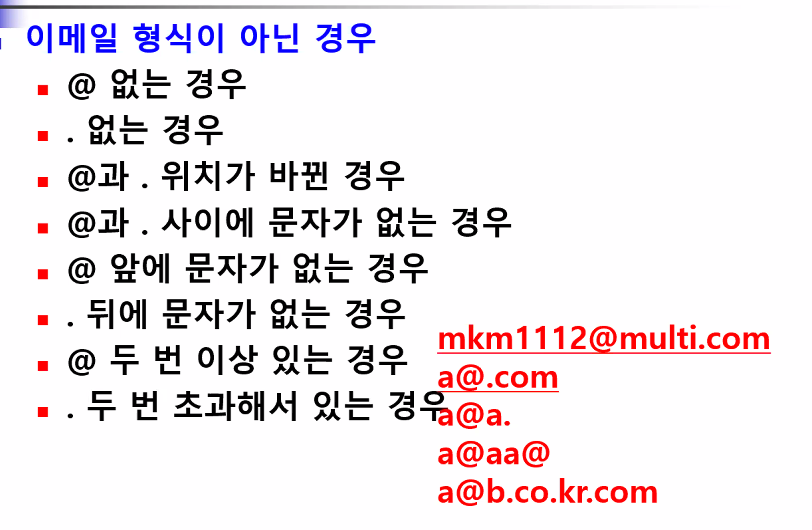 이메일 형식이 아닌 경우
@ 없는 경우
. 없는 경우
@과 . 위치가 바뀐 경우
@과 . 사이에 문자가 없는 경우
@ 앞에 문자가 없는 경우
. 뒤에 문자가 없는 경우
@ 두 번 이상 있는 경우
. 두 번 초과해서 있는 경우
mkm1112@multi.com
a@.com
a@a.
a@aa@
a@b.co.kr.com